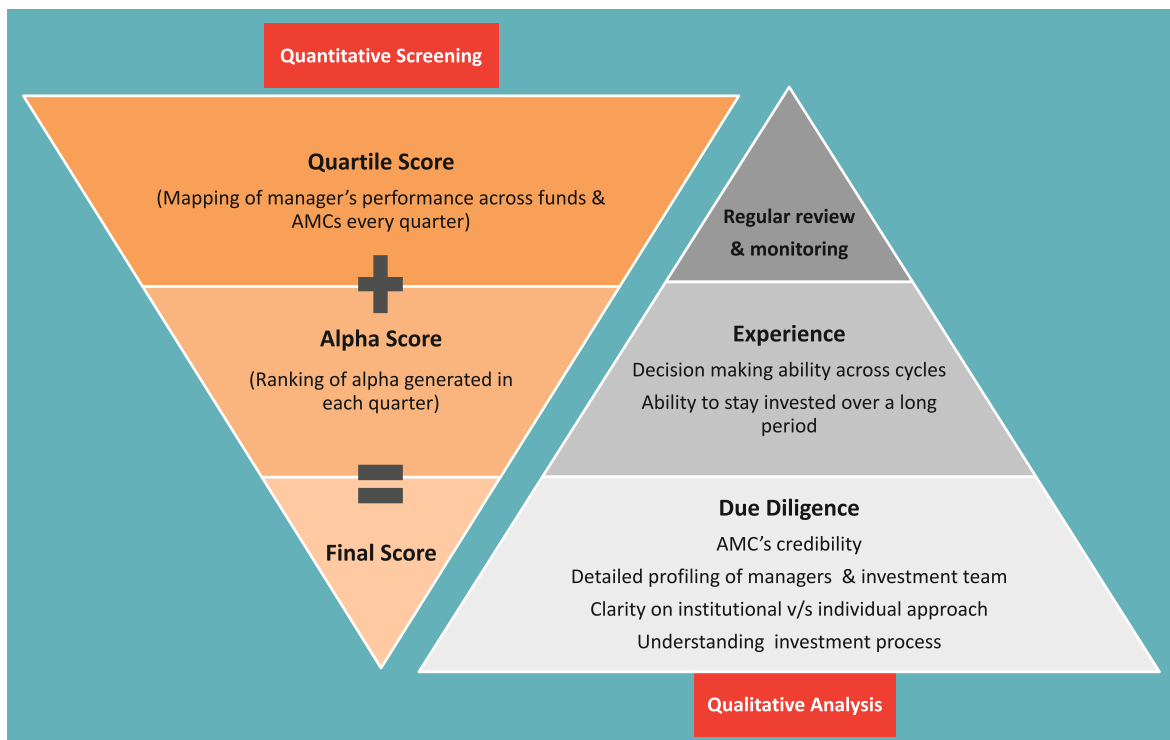 Quantitative Screening
Quartile Score
(Mapping of manager’s performance across funds &
AMCs every quarter)
Alpha Score
(Ranking of alpha generated in
each quarter)
Final Score
Regular review
& monitoring
Experience
Decision making ability across cycles
Ability to stay invested over a long
period
Due Diligence
AMC’s credibility
Detailed profiling of managers  & investment team
Clarity on institutional v/s individual approach
Understanding  investment process
Qualitative Analysis